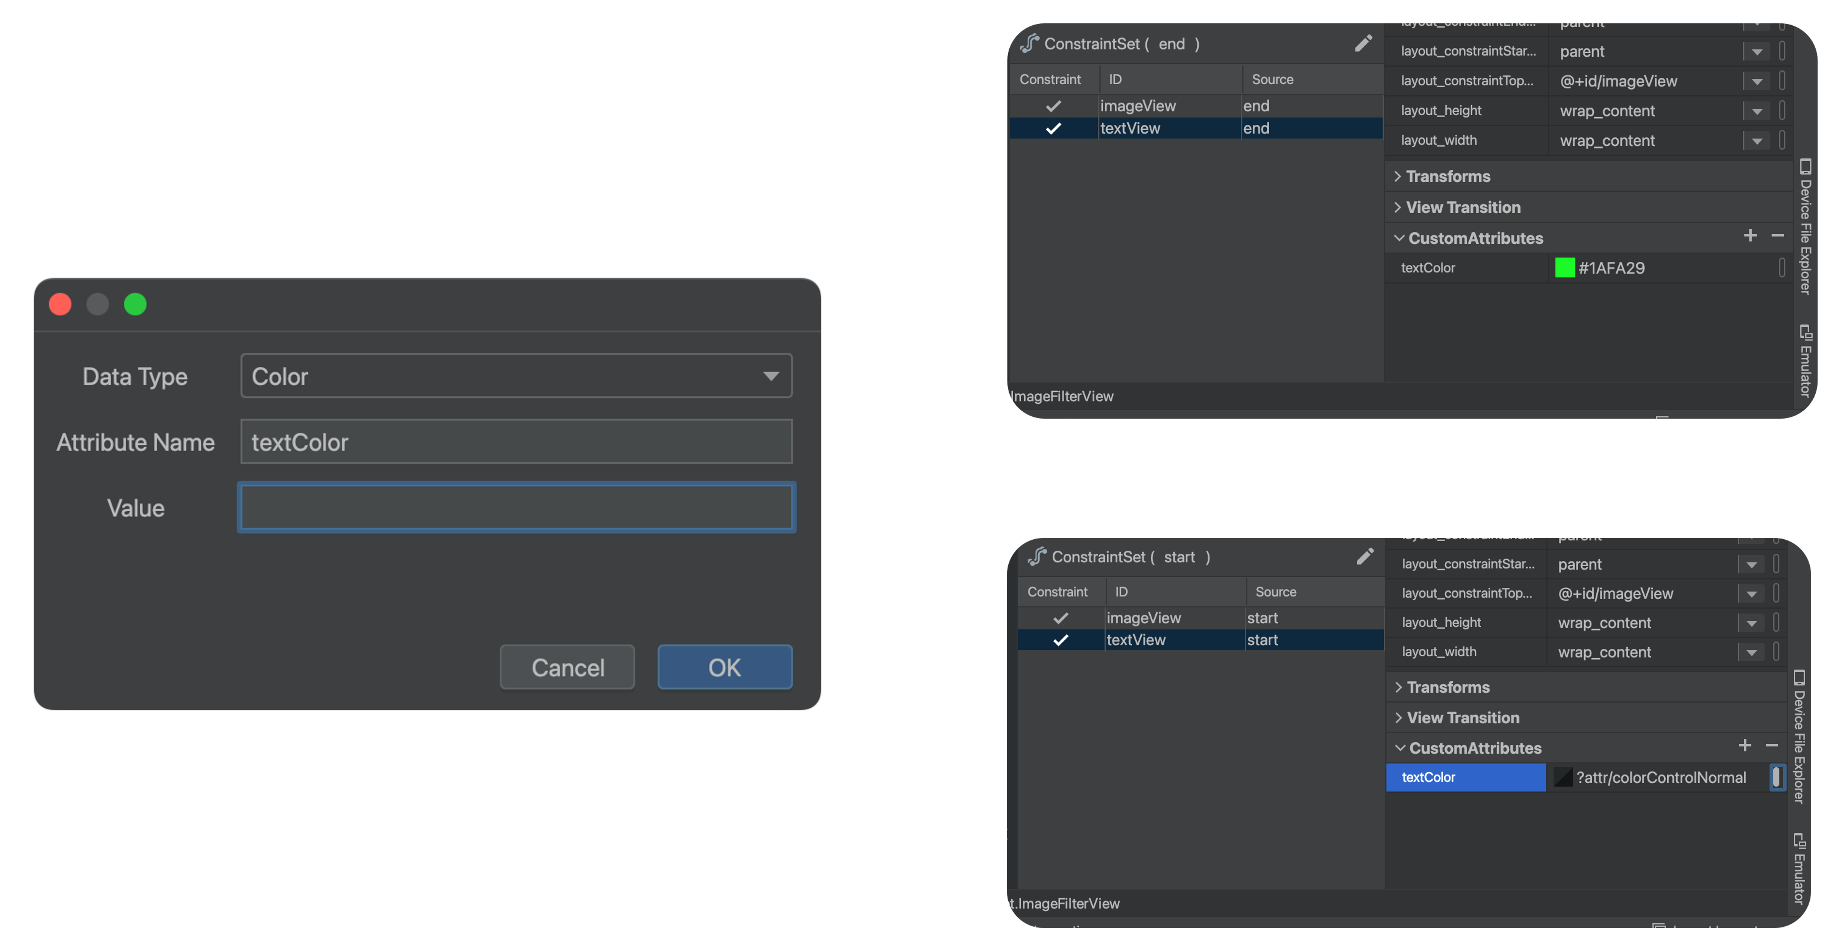 Data Type
Color
Attribute Name
textColor
Value
Cancel
OK
ConstraintSet ( end )
Constraint ID Source
imageView end
textView end
parent
layout_constraintStar... parent
layout_constraintTop... @+id/imageView
layout_height wrap_content
layout_width wrap_content
Transforms
View Transition
CustomAttributes
textColor #1AFA29
Device File Explorer
Emulator
ImageFilterView
ConstraintSet ( start )
Constraint ID Source
imageView start
textView start
parent
layout_constraintStar... parent
layout_constraintTop... @+id/imageView
layout_height wrap_content
layout_width wrap_content
Transforms
View Transition
CustomAttributes
textColor ?attr/colorControlNormal
Device File Explorer
Emulator
t.ImageFilterView